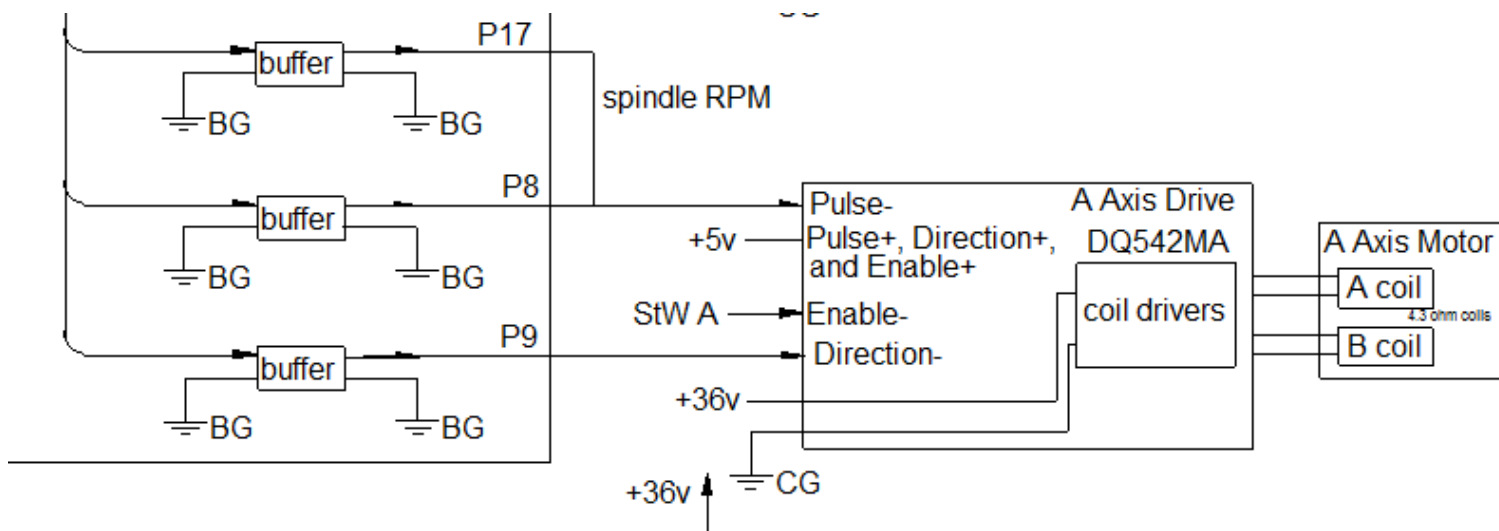 P17
buffer
BG
BG
spindle RPM
P8
buffer
BG
BG
P9
buffer
BG
BG
+5v
StW A
+36v
CG
+36v
Pulse-
A Axis Drive
Pulse+, Direction+,
DQ542MA
and Enable+
Enable-
Direction-
coil drivers
A Axis Motor
A coil
4.3 ohm coils
B coil